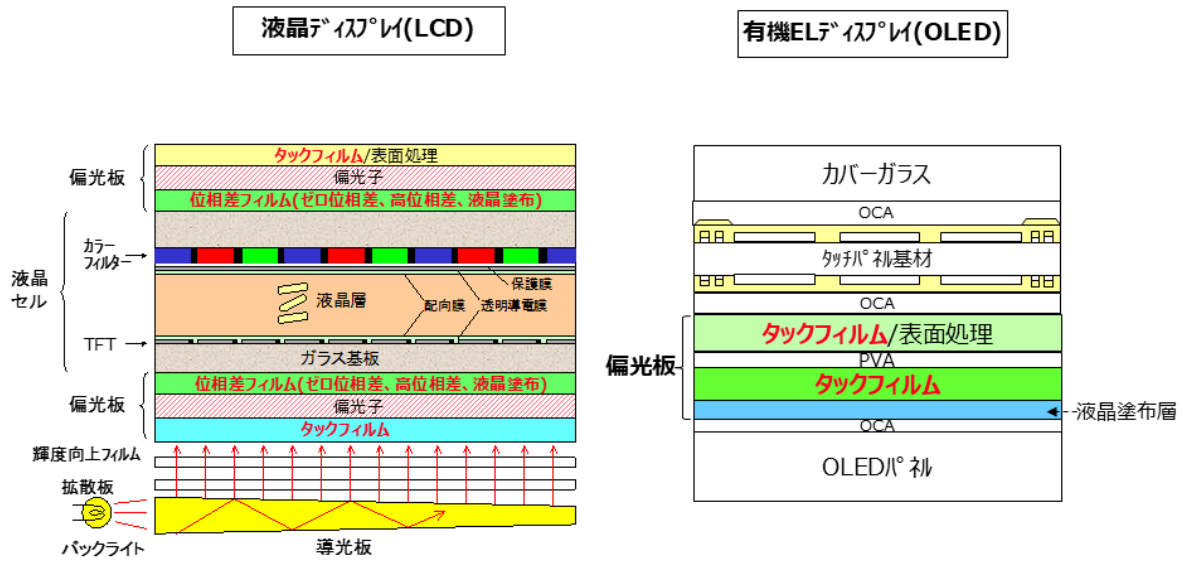 液晶ﾃﾞｨｽﾌﾟﾚｲ(LCD)
タックフィルム/表面処理
偏光子
偏光板
位相差フィルム(ゼロ位相差、高位相差、液晶塗布)
カラー
フィルター
液晶
セル
保護膜
液晶層
配向膜
透明導電膜
TFT
ガラス基板
位相差フィルム(ゼロ位相差、高位相差、液晶塗布)
偏光板
偏光子
タックフィルム
輝度向上フィルム
拡散板
バックライト
導光板
有機ELﾃﾞｨｽﾌﾟﾚｲ(OLED)
カバーガラス
OCA
ﾀｯﾁﾊﾟﾈﾙ基材
OCA
偏光板
タックフィルム/表面処理
PVA
タックフィルム
液晶塗布層
OCA
OLEDﾊﾟﾈﾙ